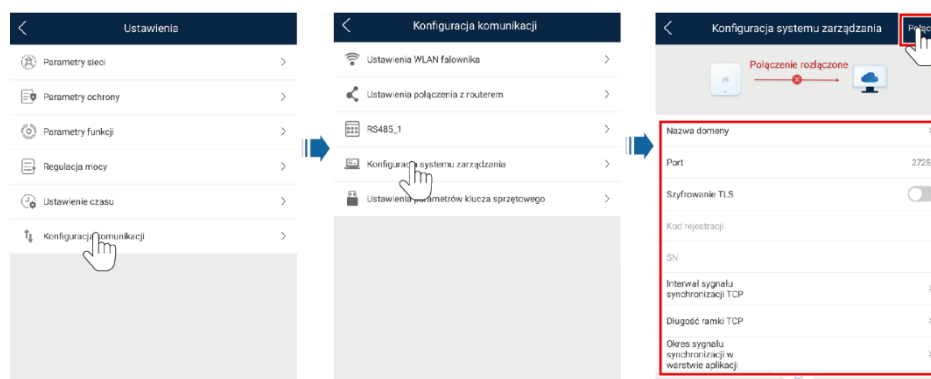 Ustawienia
Parametry sieci
Parametry ochrony
Parametry funkcji
Regulacja mocy
Ustawienie czasu
Konfiguracja komunikacji
Konfiguracja komunikacji
Ustawienia WLAN falownika
Ustawienia połączenia z routerem
RS485_1
Konfiguracja systemu zarządzania
Ustawienia parametrów klucza sprzętowego
Konfiguracja systemu zarządzania
Połączenie rozłączone
Nazwa domeny
Port 2725
Szyfrowanie TLS
Kod rejestracji
SN
Interwał sygnału
synchronizacji TCP
Długość ramki TCP
Okres sygnału
synchronizacji w
warstwie aplikacji